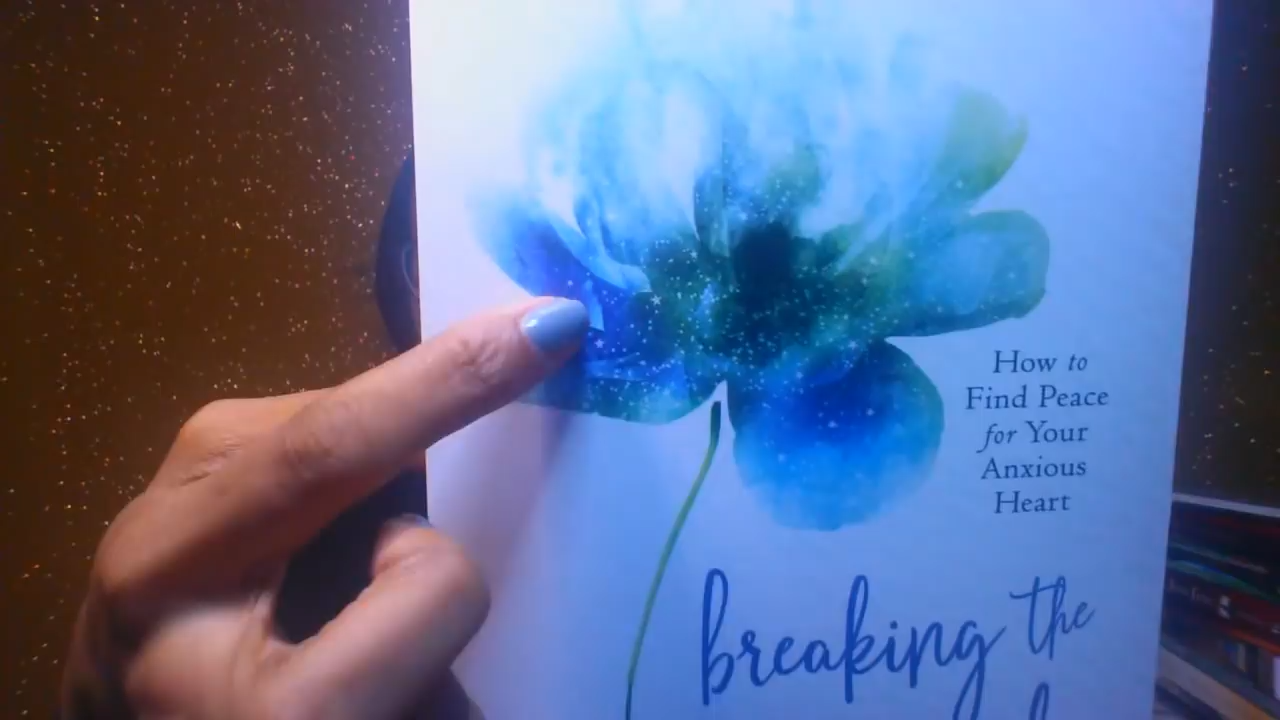 How to
Find Peace
for Your
Anxious
Heart
breaking the